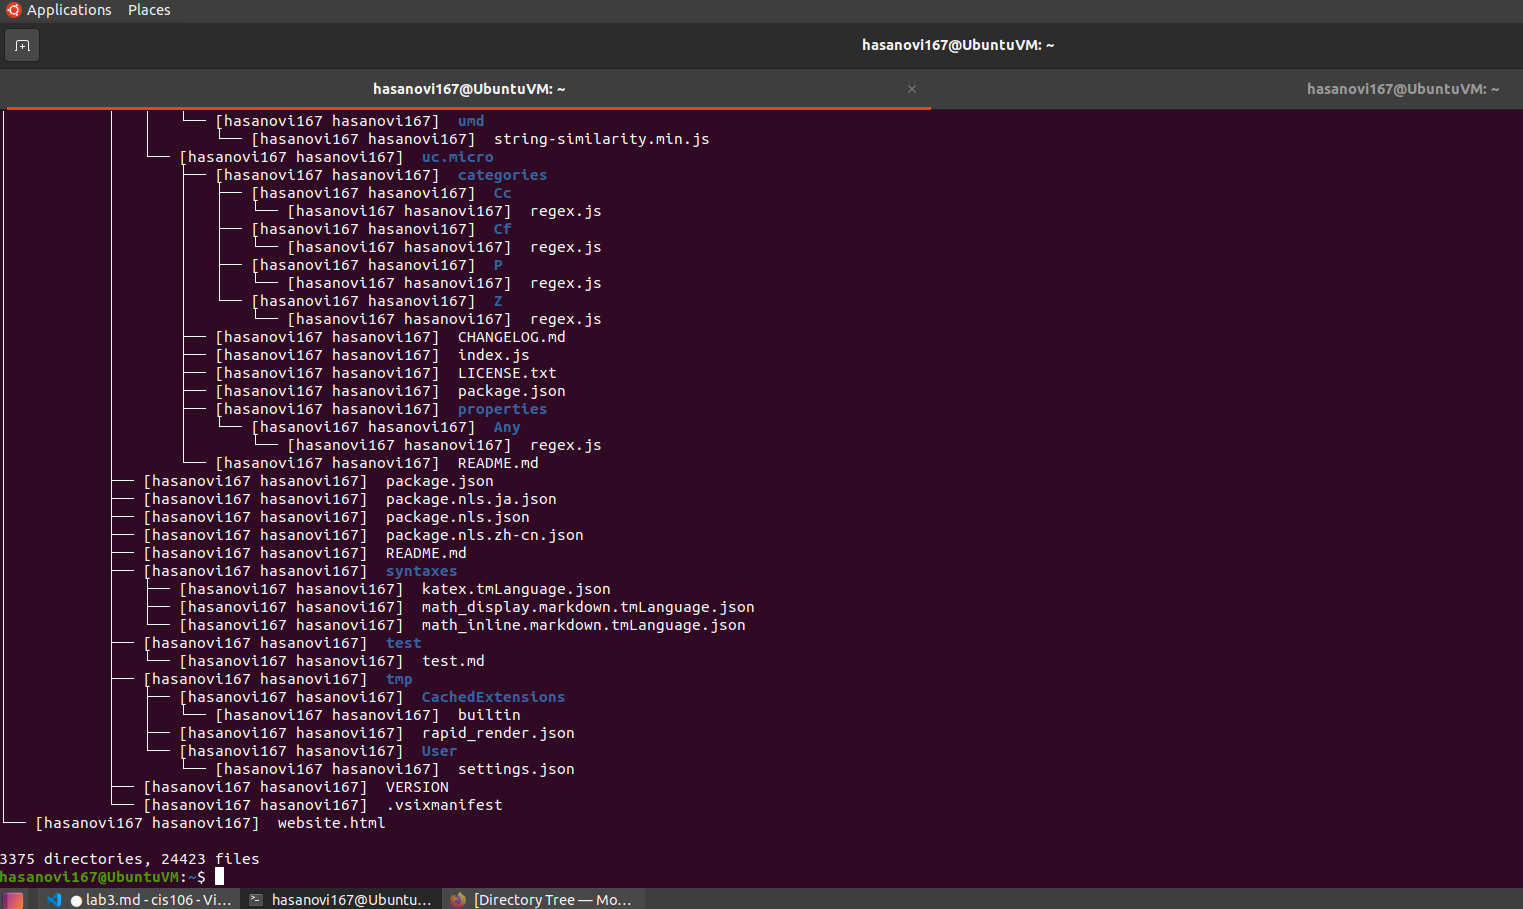 Applications Places
hasanovi167@UbuntuVM: ~
hasanovi167@UbuntuVM: ~ × hasanovi167@UbuntuVM: ~
└── [hasanovi167 hasanovi167]  umd
└── [hasanovi167 hasanovi167]  string-similarity.min.js
└── [hasanovi167 hasanovi167]  uc.micro
├── [hasanovi167 hasanovi167]  categories
├── [hasanovi167 hasanovi167]  Cc
└── [hasanovi167 hasanovi167]  regex.js
├── [hasanovi167 hasanovi167]  Cf
└── [hasanovi167 hasanovi167]  regex.js
├── [hasanovi167 hasanovi167]  P
└── [hasanovi167 hasanovi167]  regex.js
└── [hasanovi167 hasanovi167]  Z
└── [hasanovi167 hasanovi167]  regex.js
├── [hasanovi167 hasanovi167]  CHANGELOG.md
├── [hasanovi167 hasanovi167]  index.js
├── [hasanovi167 hasanovi167]  LICENSE.txt
├── [hasanovi167 hasanovi167]  package.json
├── [hasanovi167 hasanovi167]  properties
└── [hasanovi167 hasanovi167]  Any
└── [hasanovi167 hasanovi167]  regex.js
└── [hasanovi167 hasanovi167]  README.md
├── [hasanovi167 hasanovi167]  package.json
├── [hasanovi167 hasanovi167]  package.nls.ja.json
├── [hasanovi167 hasanovi167]  package.nls.json
├── [hasanovi167 hasanovi167]  package.nls.zh-cn.json
├── [hasanovi167 hasanovi167]  README.md
├── [hasanovi167 hasanovi167]  syntaxes
├── [hasanovi167 hasanovi167]  katex.tmLanguage.json
├── [hasanovi167 hasanovi167]  math_display.markdown.tmLanguage.json
└── [hasanovi167 hasanovi167]  math_inline.markdown.tmLanguage.json
├── [hasanovi167 hasanovi167]  test
└── [hasanovi167 hasanovi167]  test.md
├── [hasanovi167 hasanovi167]  tmp
├── [hasanovi167 hasanovi167]  CachedExtensions
└── [hasanovi167 hasanovi167]  builtin
├── [hasanovi167 hasanovi167]  rapid_render.json
└── [hasanovi167 hasanovi167]  User
└── [hasanovi167 hasanovi167]  settings.json
├── [hasanovi167 hasanovi167]  VERSION
└── [hasanovi167 hasanovi167]  .vsixmanifest
└── [hasanovi167 hasanovi167]  website.html
3375 directories, 24423 files
hasanovi167@UbuntuVM:~$
● lab3.md - cis106 - Vi... hasanovi167@Ubuntu... [Directory Tree — Mo...